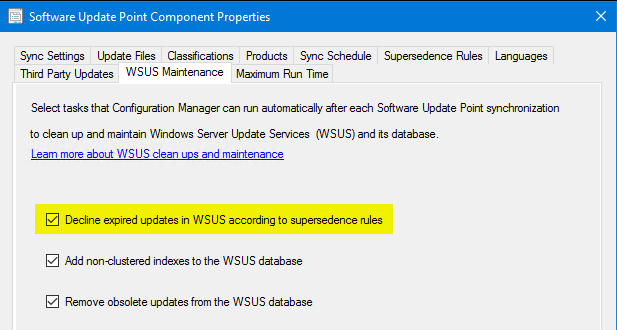 Software Update Point Component Properties
Sync Settings Update Files Classifications Products Sync Schedule Supersedence Rules Languages
Third Party Updates WSUS Maintenance Maximum Run Time
Select tasks that Configuration Manager can run automatically after each Software Update Point synchronization
to clean up and maintain Windows Server Update Services (WSUS) and its database.
Learn more about WSUS clean ups and maintenance
Decline expired updates in WSUS according to supersedence rules
Add non-clustered indexes to the WSUS database
Remove obsolete updates from the WSUS database